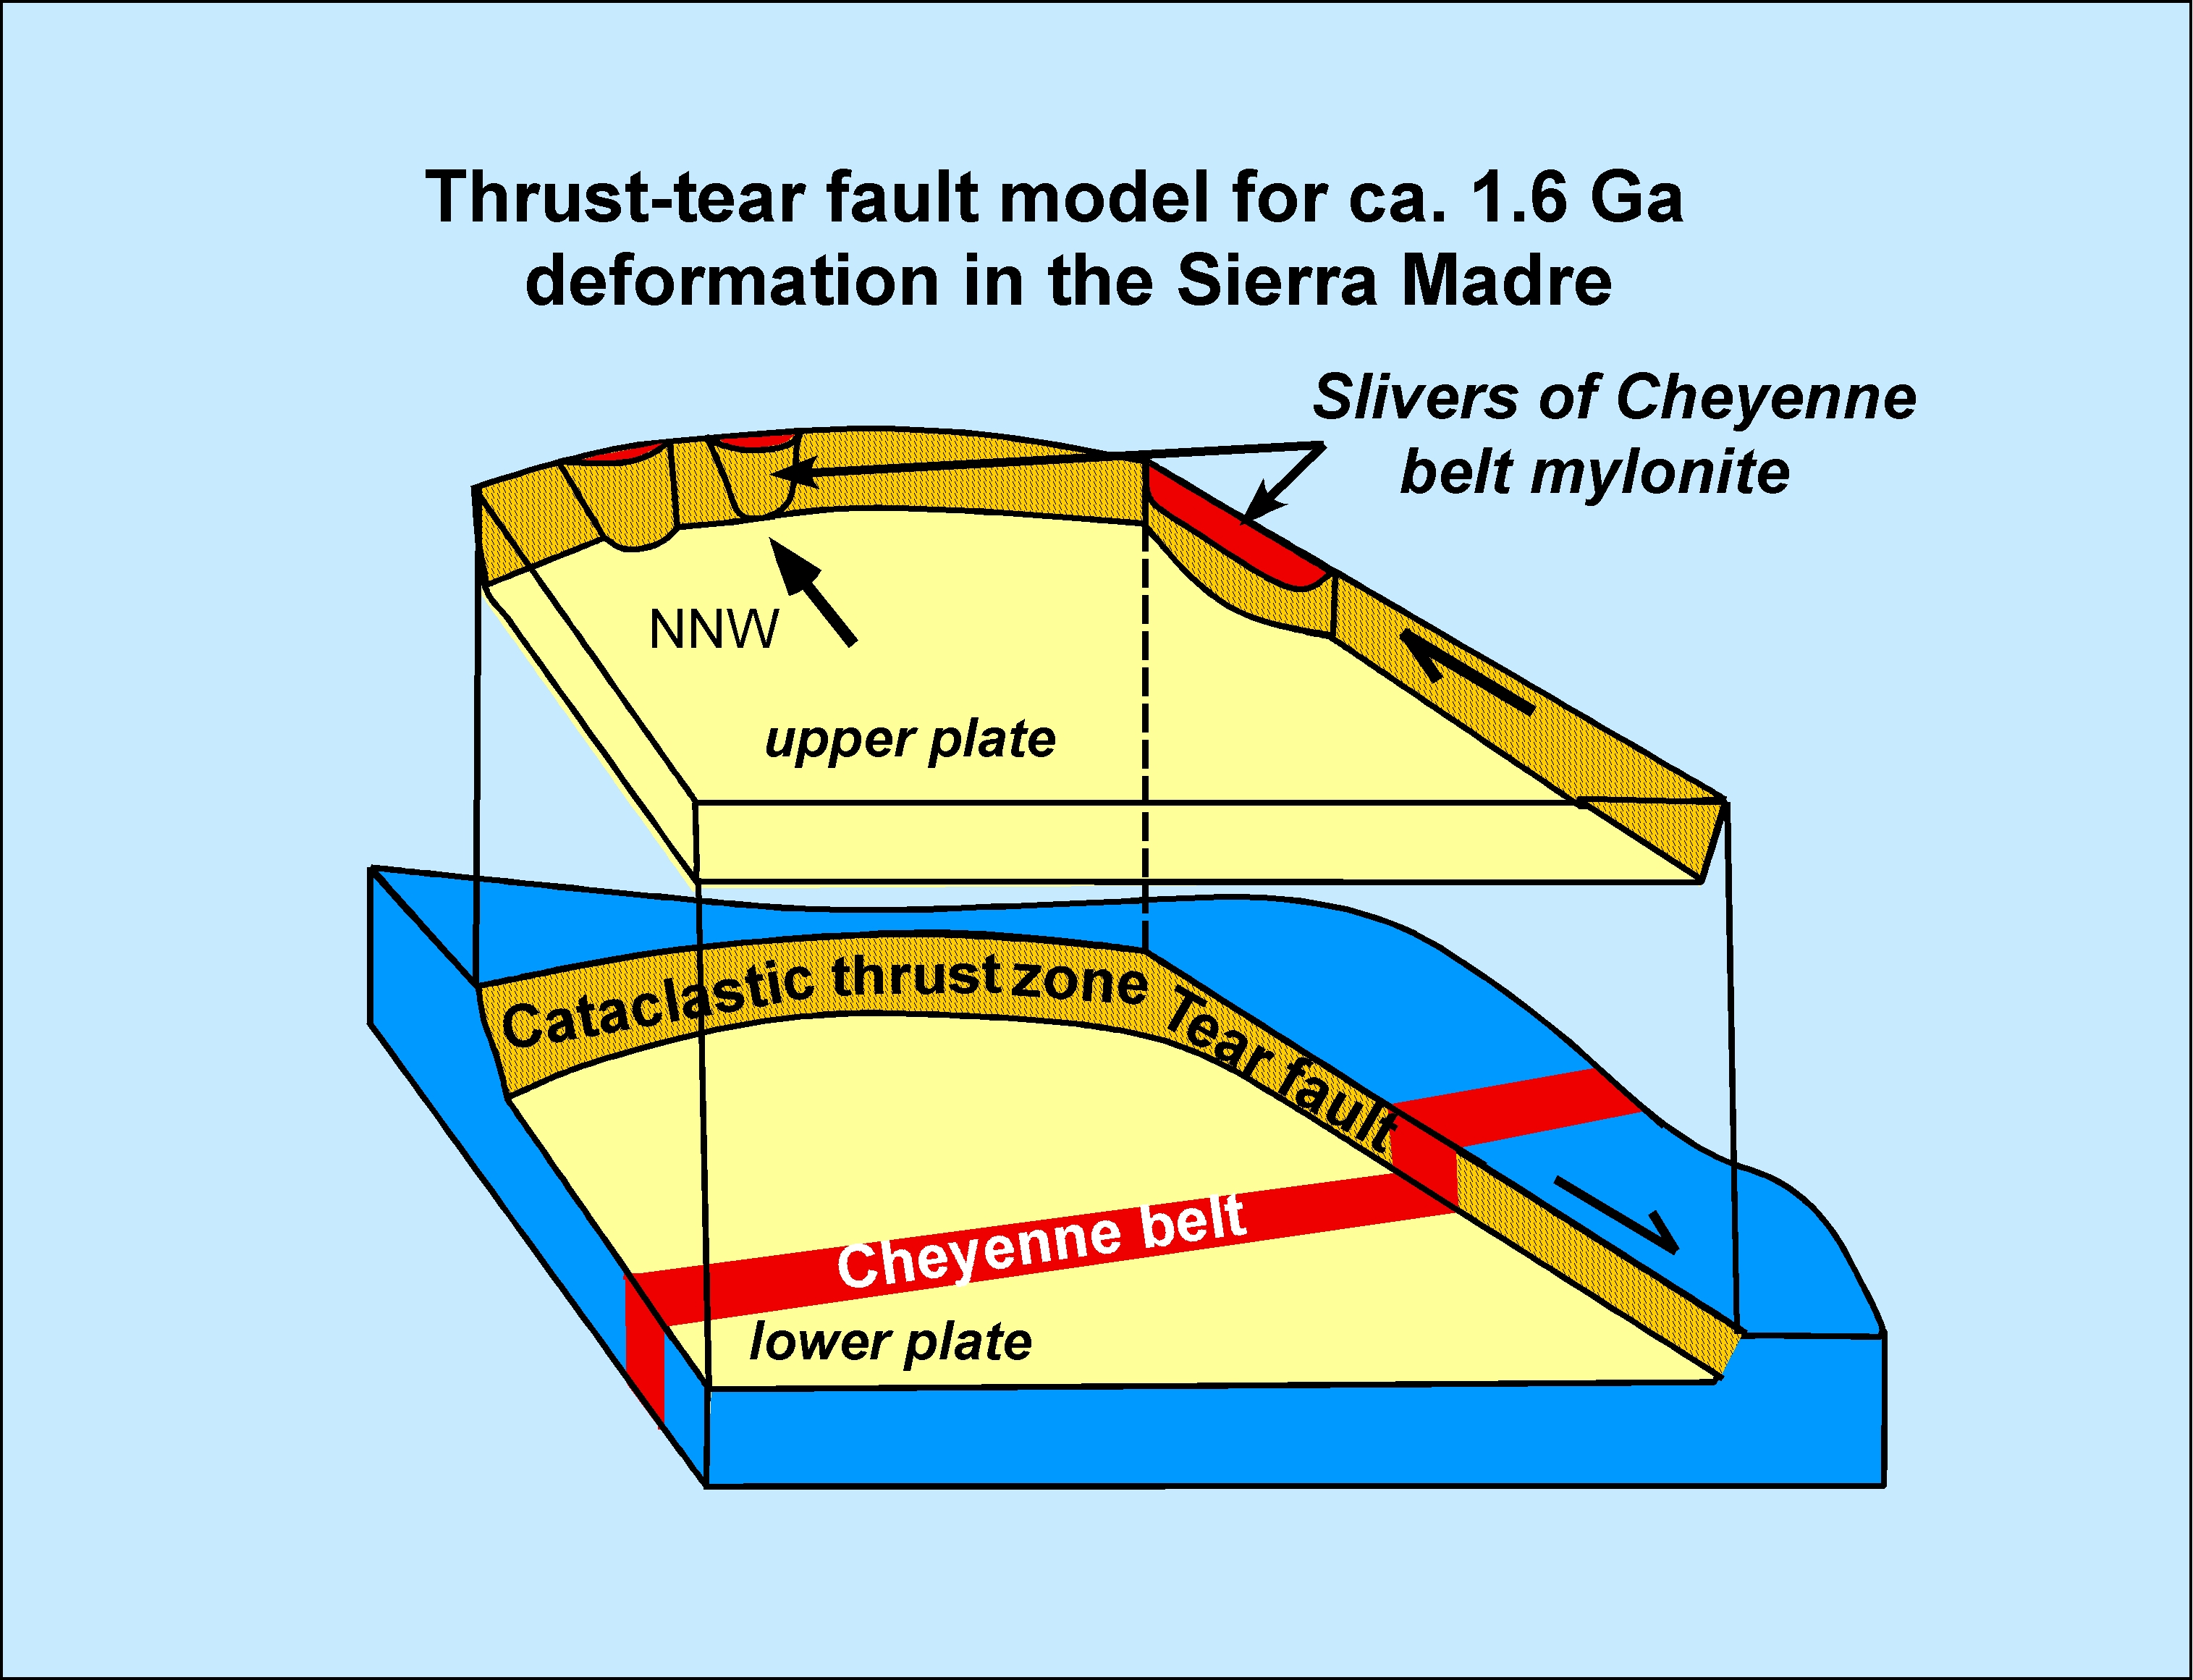 Thrust-tear fault model for ca. 1.6 Ga
deformation in the Sierra Madre
Slivers of Cheyenne
belt mylonite
NNW
upper plate
Cataclastic thrust zone
Tear fault
Cheyenne belt
lower plate